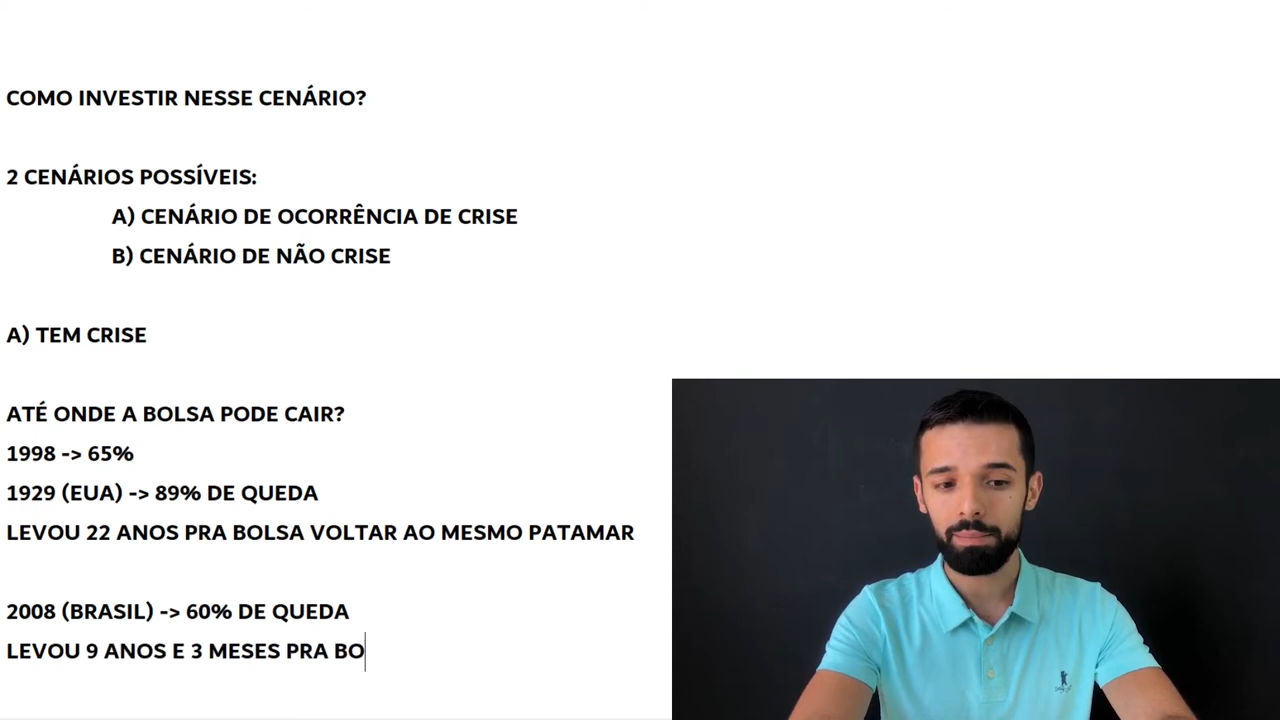 COMO INVESTIR NESSE CENÁRIO?
2 CENÁRIOS POSSÍVEIS:
A) CENÁRIO DE OCORRÊNCIA DE CRISE
B) CENÁRIO DE NÃO CRISE
A) TEM CRISE
ATÉ ONDE A BOLSA PODE CAIR?
1998 -> 65%
1929 (EUA) -> 89% DE QUEDA
LEVOU 22 ANOS PRA BOLSA VOLTAR AO MESMO PATAMAR
2008 (BRASIL) -> 60% DE QUEDA
LEVOU 9 ANOS E 3 MESES PRA BO